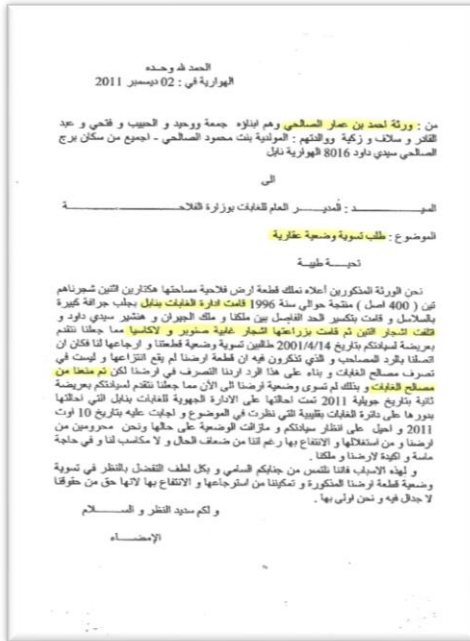 الحمد لله وحده
الهوارية في : 02 ديسمبر 2011
من : ورثة احمد بن عمار الصالحي وهم ابناؤه جمعة ووحيد و الحبيب و فتحي و عبد
القادر و سلاف و زكية ووالدتهم : المولدية بنت محمود الصالحي - اجميع من سكان برج
الصالحي سيدي داود 8016 الهوارية نابل
الى
السيد : المدير العام للغابات بوزارة الفلاحة
الموضوع : طلب تسوية وضعية عقارية
تحية طيبة
نحن الورثة المذكورين أعلاه نملك قطعة ارض فلاحية مساحتها هكتارين اثنين شجرناهم
تين ( 400 اصل ) منتجة حوالي سنة 1996 قامت ادارة الغابات بنابل بجلب جرافة كبيرة
بالسلاسل و قامت بتكسير الحد الفاصل بين ملكنا و ملك الجيران و هنشير سيدي داود و
اتلفت اشجار التين ثم قامت بزراعتها اشجار غابية صنوبر و لاكاسيا مما جعلنا نتقدم
بعريضة لسيادتكم بتاريخ 2001/4/14 طالبين تسوية وضعية قطعتنا و ارجاعها لنا فكان ان
اتصلنا بالرد المصاحب و الذي تذكرون فيه ان قطعة ارضنا لم يقع انتزاعها و ليست في
تصرف مصالح الغابات و بناء على هذا الرد اردنا التصرف في ارضنا لكن تم منعنا من
مصالح الغابات و بذلك لم تسوى وضعية ارضنا الى الأن مما جعلنا نتقدم لسيادتكم بعريضة
ثانية بتاريخ جويلية 2011 تمت احالتها على الادارة الجهوية للغابات بنابل التي احالتها
بدورها على دائرة الغابات بقليبية التي نظرت في الموضوع و اجابت عليه بتاريخ 10 اوت
2011 و احيل على انظار سيادتكم و مازالت الوضعية على حالها ونحن محرومين من
ارضنا و من استغلالها و الانتفاع بها رغم اننا من ضعاف الحال و لا مكاسب لنا و في حاجة
ماسة و اكيدة لارضنا و ملكنا .
و لهذه الاسباب فاننا نلتمس من جنابكم السامي و بكل لطف التفضل بالنظر في تسوية
وضعية قطعة ارضنا المذكورة و تمكيننا من استرجاعها و الانتفاع بها لانها حق من حقوقنا
لا جدال فيه و نحن اولى بها .
و لكم سديد النظر و الســـلام
الإمضـــاء